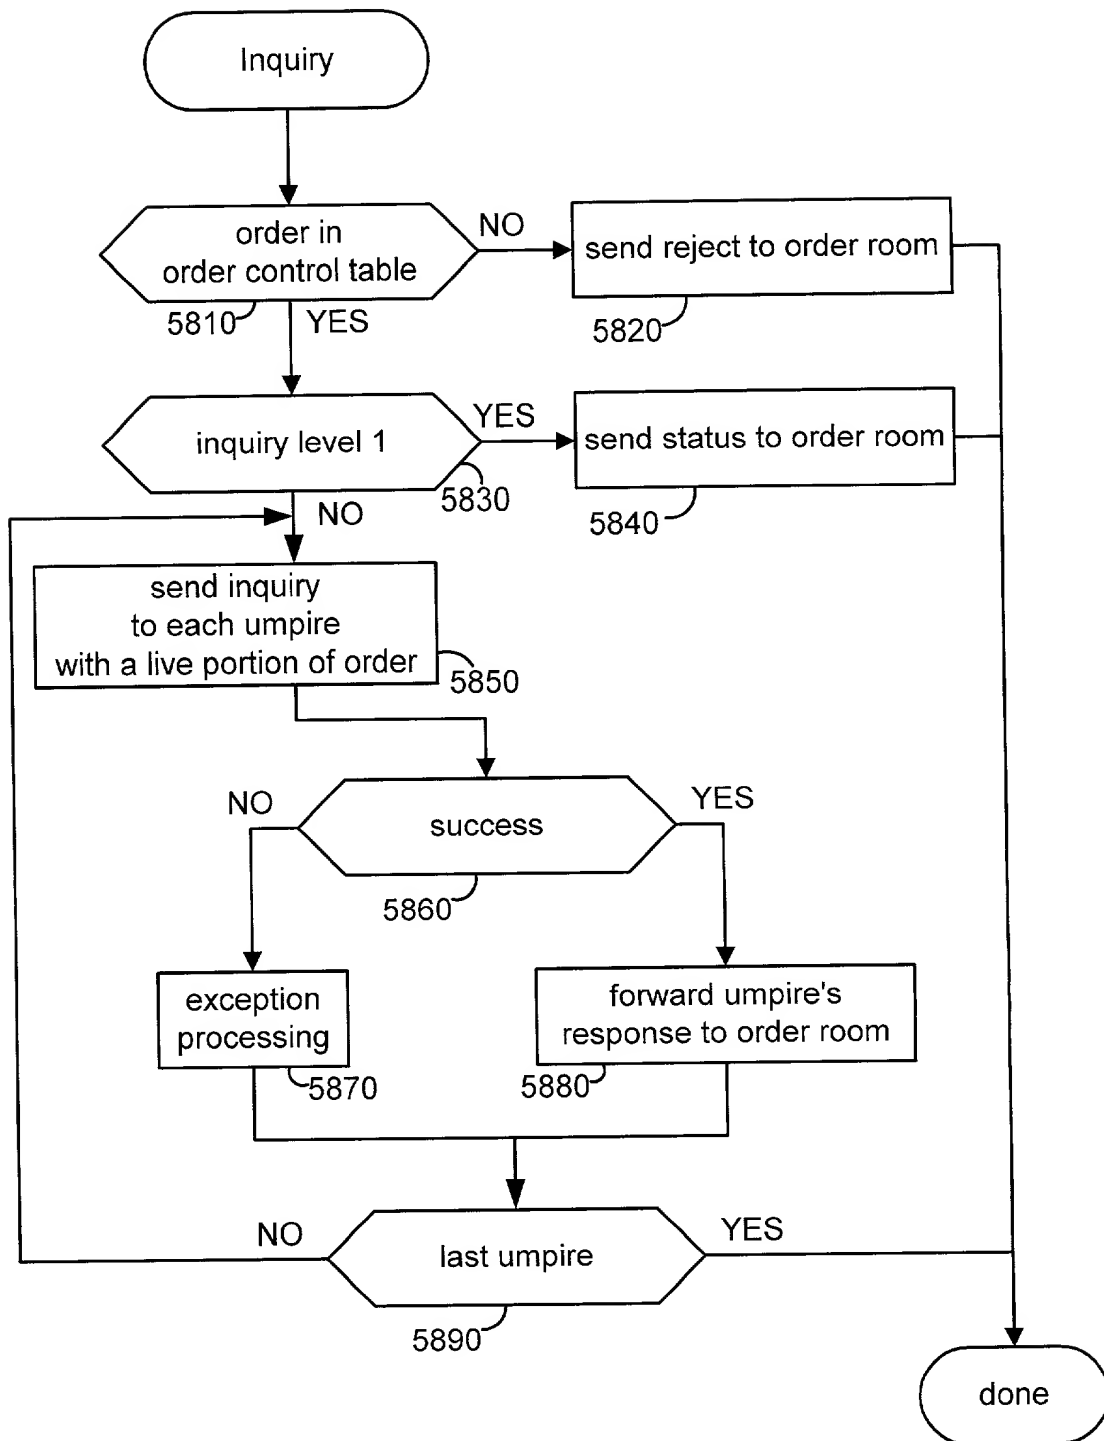 Inquiry
order in
order control table
NO
send reject to order room
5810
YES
5820
inquiry level 1
YES
send status to order room
5830
5840
NO
send inquiry
to each umpire
with a live portion of order
5850
NO
success
YES
5860
exception
processing
forward umpire's
response to order room
5870
5880
NO
last umpire
YES
5890
done